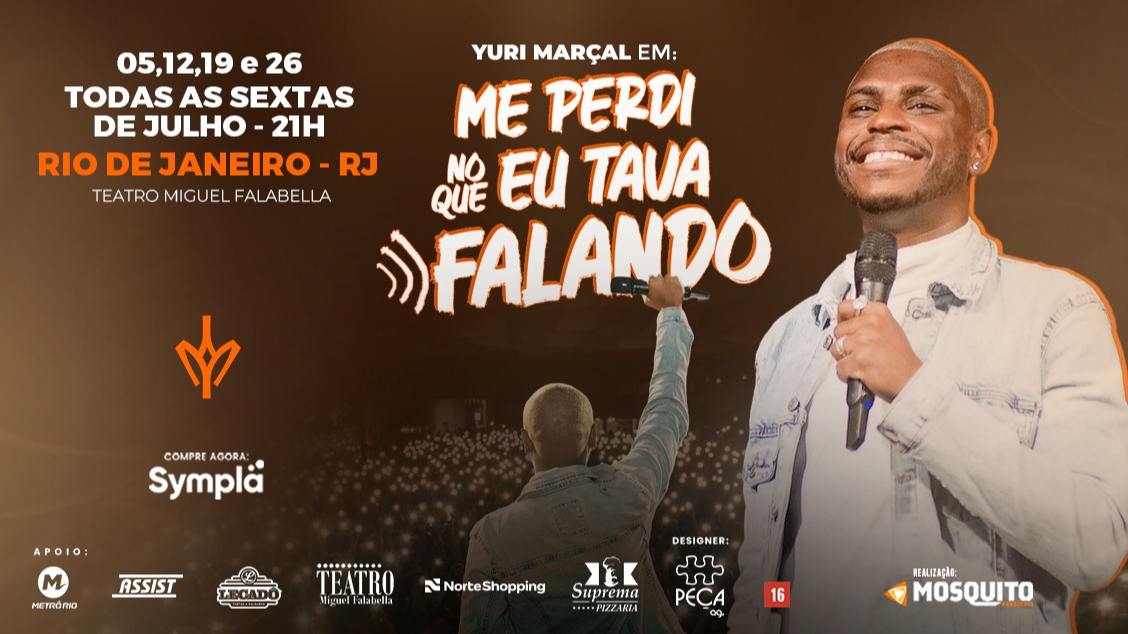 05,12,19 e 26
TODAS AS SEXTAS
DE JULHO - 21H
RIO DE JANEIRO - RJ
TEATRO MIGUEL FALABELLA
YURI MARÇAL EM:
ME PERDI
NO QUE EU TAVA
FALANDO
COMPRE AGORA:
Sympla
APOIO:
METRÔRIO
ASSIST
LEGADO
TEATRO
Miguel Falabella
NorteShopping
Suprema
PIZZARIA
DESIGNER:
PEÇA
16
REALIZAÇÃO:
MOSQUITO